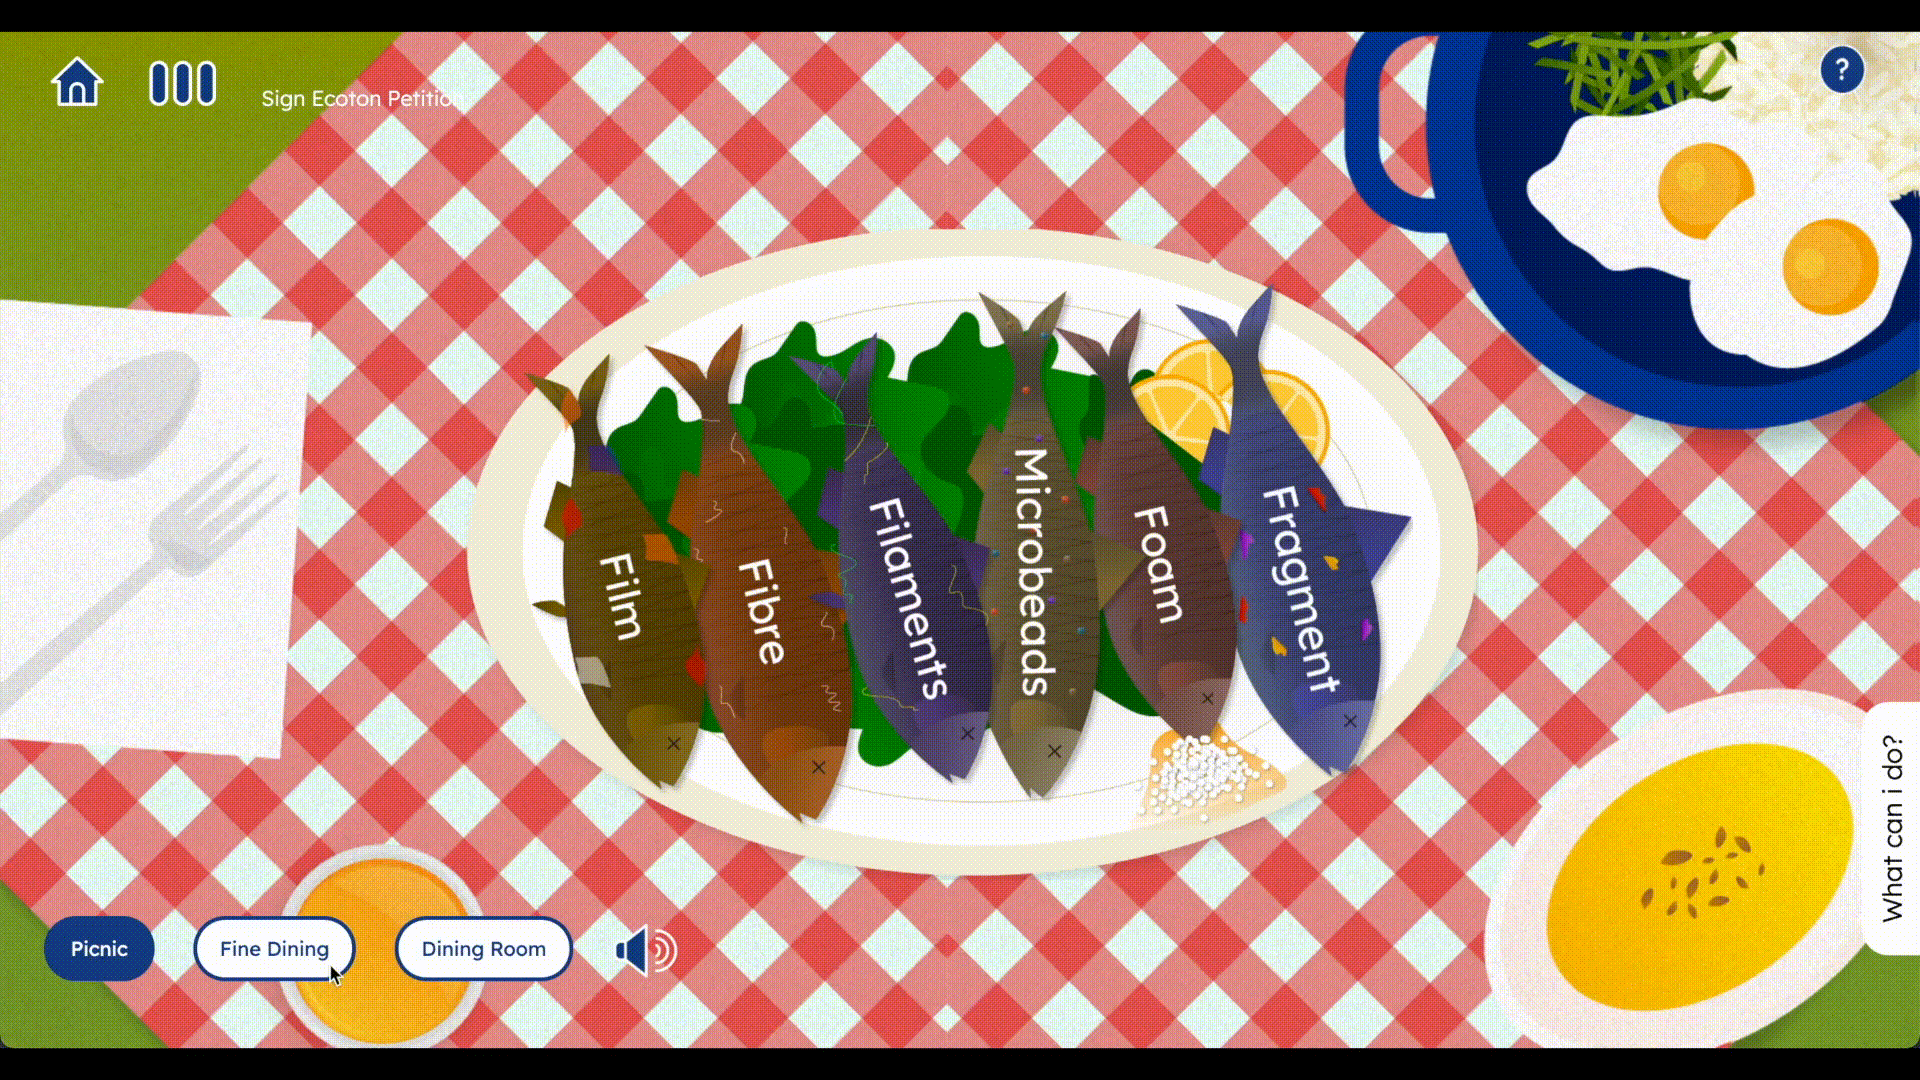 Sign Ecoton Petition
?
Film
Fibre
Filaments
Microbeads
Foam
Fragment
What can i do?
Picnic
Fine Dining
Dining Room